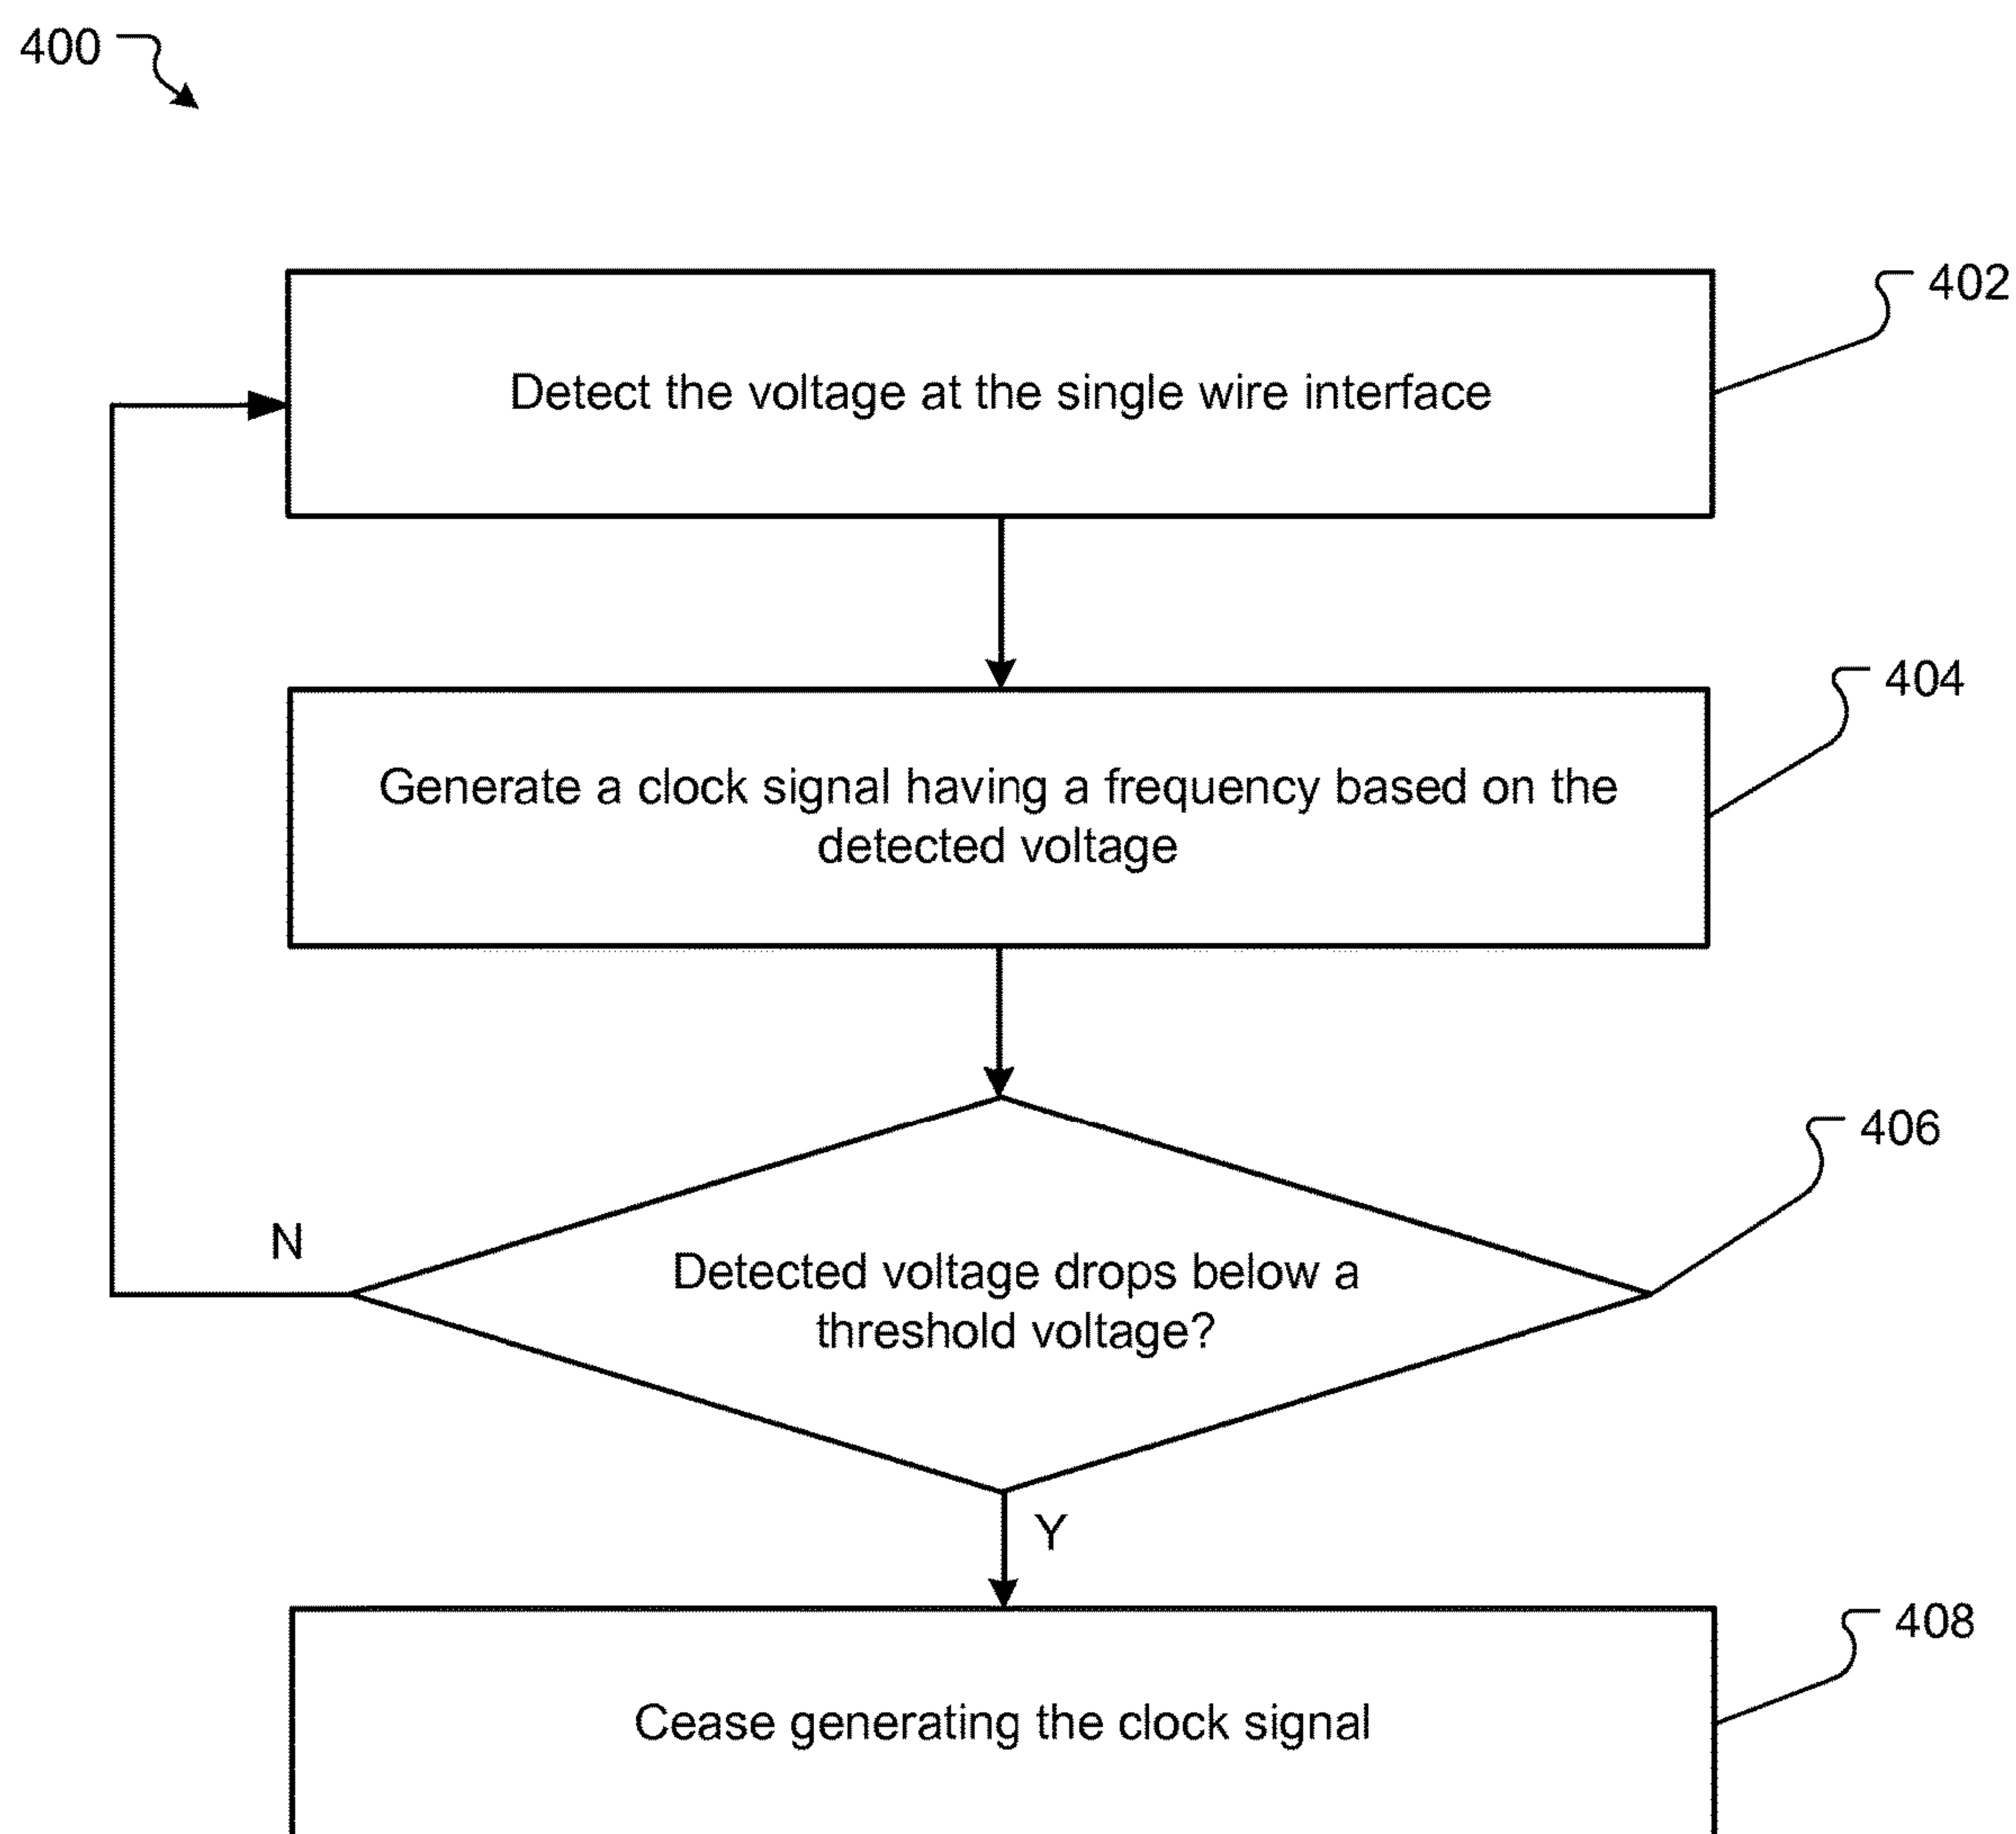 400
402
Detect the voltage at the single wire interface
404
Generate a clock signal having a frequency based on the
detected voltage
406
N
Detected voltage drops below a
threshold voltage?
Y
408
Cease generating the clock signal